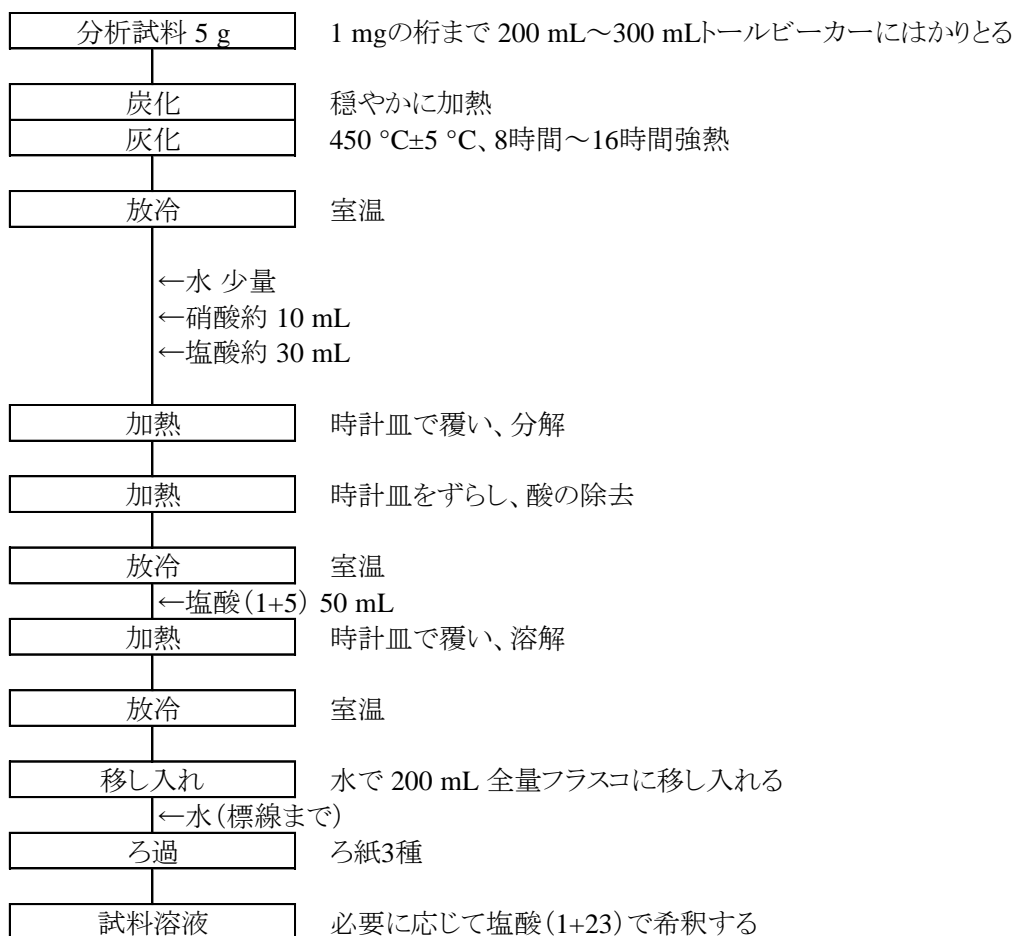 分析試料 5 g 1 mgの桁まで 200 mL～300 mLトールビーカーにはかりとる
炭化 穏やかに加熱
灰化 450 °C±5 °C、8時間～16時間強熱
放冷 室温
←水 少量
←硝酸約 10 mL
←塩酸約 30 mL
加熱 時計皿で覆い、分解
加熱 時計皿をずらし、酸の除去
放冷 室温
←塩酸（1+5） 50 mL
加熱 時計皿で覆い、溶解
放冷 室温
移し入れ 水で 200 mL 全量フラスコに移し入れる
←水（標線まで）
ろ過 ろ紙3種
試料溶液 必要に応じて塩酸（1+23）で希釈する